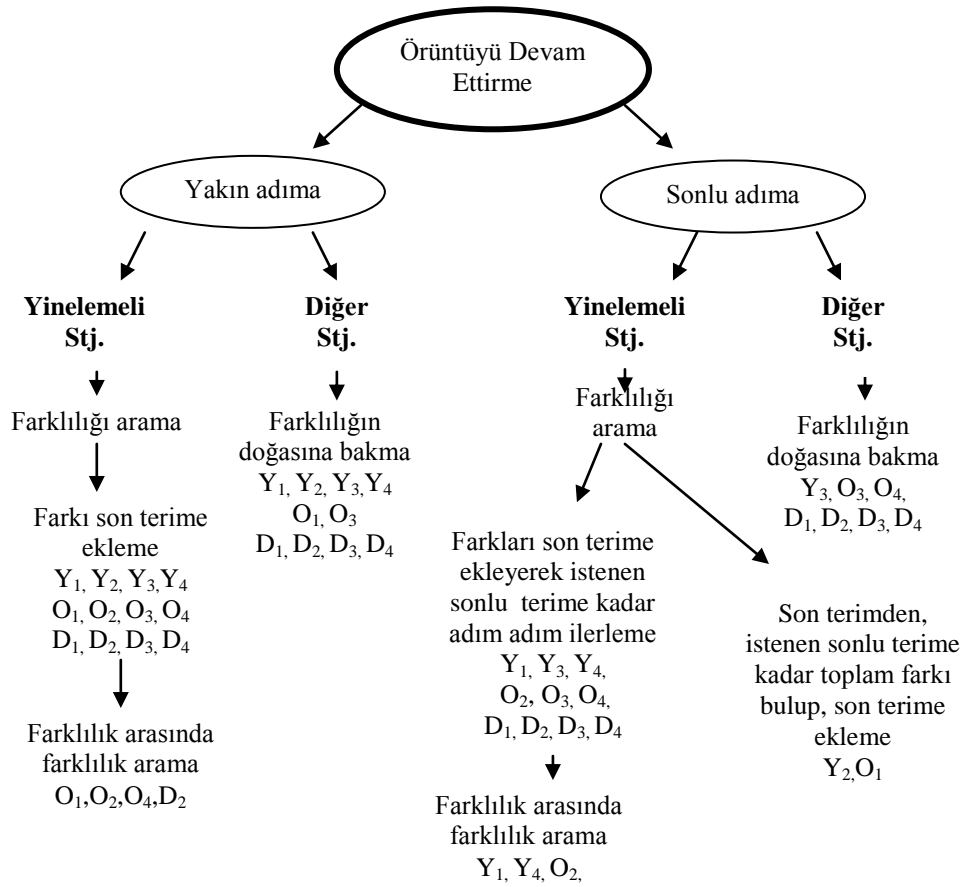 Örüntüyü Devam
Ettirme
Yakın adıma
Sonlu adıma
Yinelemeli
Stj.
Diğer
Stj.
Yinelemeli
Stj.
Diğer
Stj.
Farklılığı arama
Farkı son terime
ekleme
Y₁, Y₂, Y₃,Y₄
O₁, O₂, O₃, O₄
D₁, D₂, D₃, D₄
Farklılık arasında
farklılık arama
O₁,O₂,O₄,D₂
Farklılığın
doğasına bakma
Y₁, Y₂, Y₃,Y₄
O₁, O₃
D₁, D₂, D₃, D₄
Farklılığı
arama
Farkları son terime
ekleyerek istenen
sonlu terime kadar
adım adım ilerleme
Y₁, Y₃, Y₄,
O₂, O₃, O₄,
D₁, D₂, D₃, D₄
Farklılık arasında
farklılık arama
Y₁, Y₄, O₂,
Son terimden,
istenen sonlu terime
kadar toplam farkı
bulup, son terime
ekleme
Y₂,O₁
Farklılığın
doğasına bakma
Y₃, O₃, O₄,
D₁, D₂, D₃, D₄